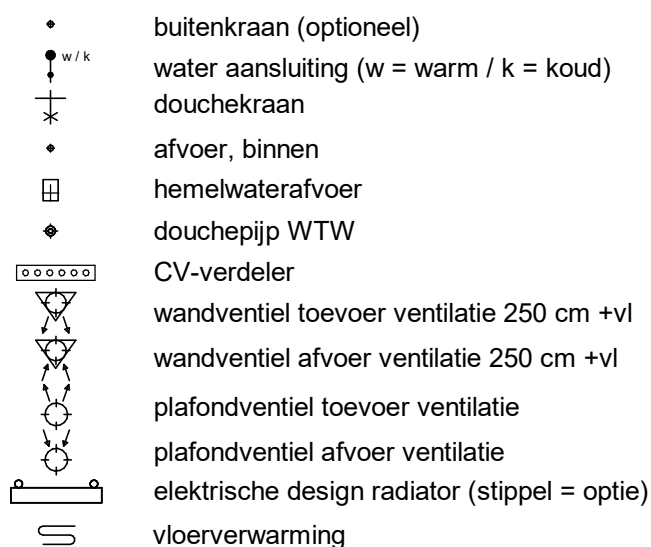 buitenkraan (optioneel)
w / k
water aansluiting (w = warm / k = koud)
douchekraan
afvoer, binnen
hemelwaterafvoer
douchepijp WTW
CV-verdeler
wandventiel toevoer ventilatie 250 cm +vl
wandventiel afvoer ventilatie 250 cm +vl
plafondventiel toevoer ventilatie
plafondventiel afvoer ventilatie
elektrische design radiator (stippel = optie)
vloerverwarming